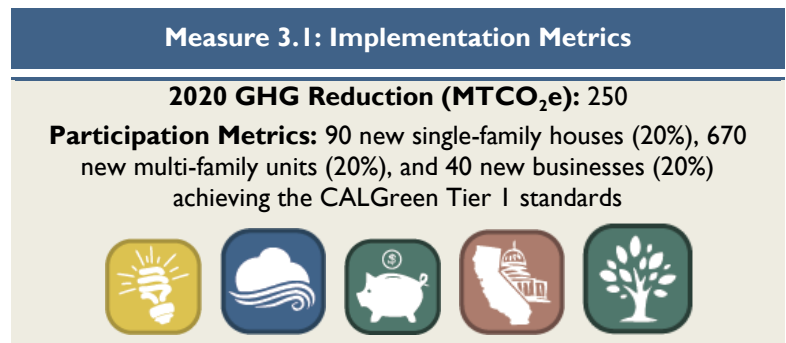 Measure 3.1: Implementation Metrics
2020 GHG Reduction (MTCO₂e): 250
Participation Metrics: 90 new single-family houses (20%), 670
new multi-family units (20%), and 40 new businesses (20%)
achieving the CALGreen Tier 1 standards
$